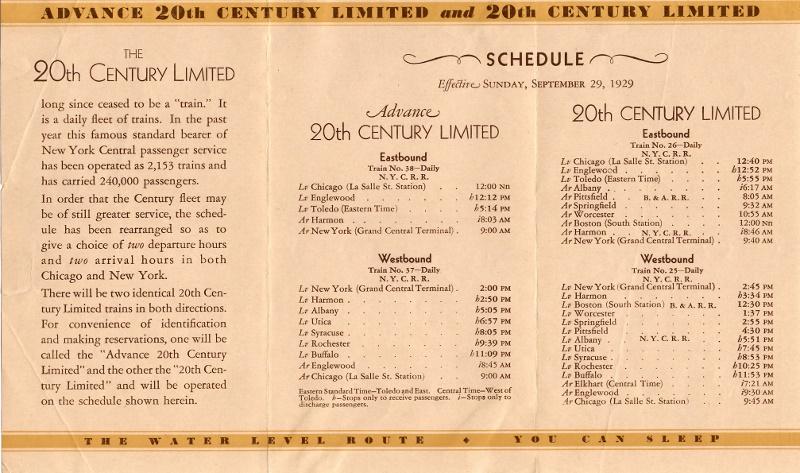 ADVANCE 20th CENTURY LIMITED and 20th CENTURY LIMITED
THE
20th CENTURY LIMITED
long since ceased to be a "train." It
is a daily fleet of trains. In the past
year this famous standard bearer of
New York Central passenger service
has been operated as 2,153 trains and
has carried 240,000 passengers.
In order that the Century fleet may
be of still greater service, the sched-
ule has been rearranged so as to
give a choice of two departure hours
and two arrival hours in both
Chicago and New York.
There will be two identical 20th Cen-
tury Limited trains in both directions.
For convenience of identification
and making reservations, one will be
called the "Advance 20th Century
Limited" and the other the "20th Cen-
tury Limited" and will be operated
on the schedule shown herein.
SCHEDULE
Effective SUNDAY, SEPTEMBER 29, 1929
Advance
20th CENTURY LIMITED
Eastbound
Train No. 38—Daily
N. Y. C. R. R.
Lv Chicago (La Salle St. Station) . . 12:00 Nn
Lv Englewood . . . . . . . h12:12 PM
Lv Toledo (Eastern Time) . . . . h5:14 PM
Ar Harmon . . . . . . . . i8:03 AM
Ar New York (Grand Central Terminal) . 9:00 AM
Westbound
Train No. 37—Daily
N. Y. C. R. R.
Lv New York (Grand Central Terminal) . 2:00 PM
Lv Harmon . . . . . . . . h2:50 PM
Lv Albany . . . . . . . . h5:05 PM
Lv Utica . . . . . . . . h6:57 PM
Lv Syracuse . . . . . . . . h8:05 PM
Lv Rochester . . . . . . . h9:39 PM
Lv Buffalo . . . . . . . . h11:09 PM
Ar Englewood . . . . . . . i8:45 AM
Ar Chicago (La Salle St. Station) . . 9:00 AM
Eastern Standard Time—Toledo and East. Central Time—West of
Toledo. h—Stops only to receive passengers. i—Stops only to
discharge passengers.
20th CENTURY LIMITED
Eastbound
Train No. 26—Daily
N. Y. C. R. R.
Lv Chicago (La Salle St. Station) . . 12:40 PM
Lv Englewood . . . . . . . h12:52 PM
Lv Toledo (Eastern Time) . . . . h5:55 PM
Ar Albany . . . . . . . . i6:17 AM
Ar Pittsfield . B. & A. R. R. . . 8:05 AM
Ar Springfield . . . . . . . 9:32 AM
Ar Worcester . . . . . . . 10:55 AM
Ar Boston (South Station) . . . . 12:00 Nn
Ar Harmon . N. Y. C. R. R. . . i8:46 AM
Ar New York (Grand Central Terminal) . 9:40 AM
Westbound
Train No. 25—Daily
N. Y. C. R. R.
Lv New York (Grand Central Terminal) . 2:45 PM
Lv Harmon . . . . . . . . h3:34 PM
Lv Boston (South Station) B. & A. R. R. . 12:30 PM
Lv Worcester . . . . . . . 1:37 PM
Lv Springfield . . . . . . . 2:55 PM
Lv Pittsfield . . . . . . . 4:30 PM
Lv Albany . N. Y. C. R. R. . . h5:51 PM
Lv Utica . . . . . . . . h7:45 PM
Lv Syracuse . . . . . . . . h8:53 PM
Lv Rochester . . . . . . . h10:25 PM
Lv Buffalo . . . . . . . . h11:53 PM
Ar Elkhart (Central Time) . . . . i7:21 AM
Ar Englewood . . . . . . . i9:30 AM
Ar Chicago (La Salle St. Station) . . 9:45 AM
THE WATER LEVEL ROUTE ◆ YOU CAN SLEEP